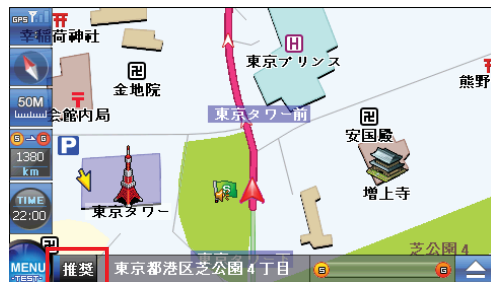 GPS
幸稲荷神社
東京プリンス
熊野
金地院
50M
会館内局
東京タワー前
安国殿
S→G
1380
km
P
TIME
22:00
東京タワー
増上寺
芝公園4
MENU
-TEST-
推奨
東京都港区芝公園4丁目
S
G